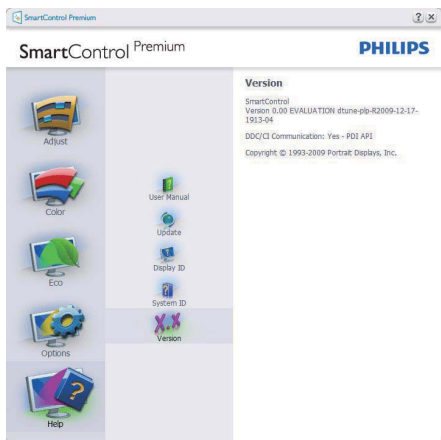 SmartControl Premium
SmartControl Premium
PHILIPS
Adjust
Color
Eco
Options
Help
User Manual
Update
Display ID
System ID
X.X
Version
Version
SmartControl
Version 0.00 EVALUATION dtune-plp-R2009-12-17-
1913-04
DDC/CI Communication: Yes - PDI API
Copyright © 1993-2009 Portrait Displays, Inc.